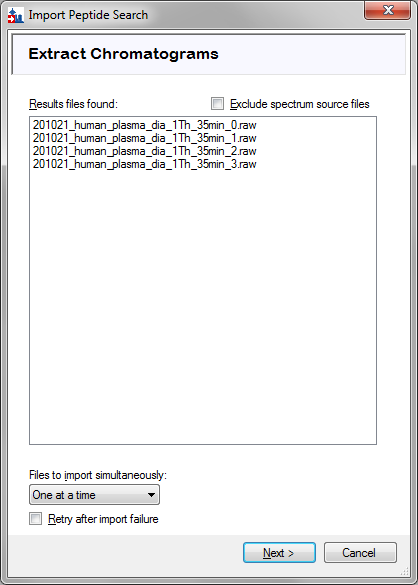 Import Peptide Search
Extract Chromatograms
Results files found:
Exclude spectrum source files
201021_human_plasma_dia_1Th_35min_0.raw
201021_human_plasma_dia_1Th_35min_1.raw
201021_human_plasma_dia_1Th_35min_2.raw
201021_human_plasma_dia_1Th_35min_3.raw
Files to import simultaneously:
One at a time
Retry after import failure
Next >
Cancel